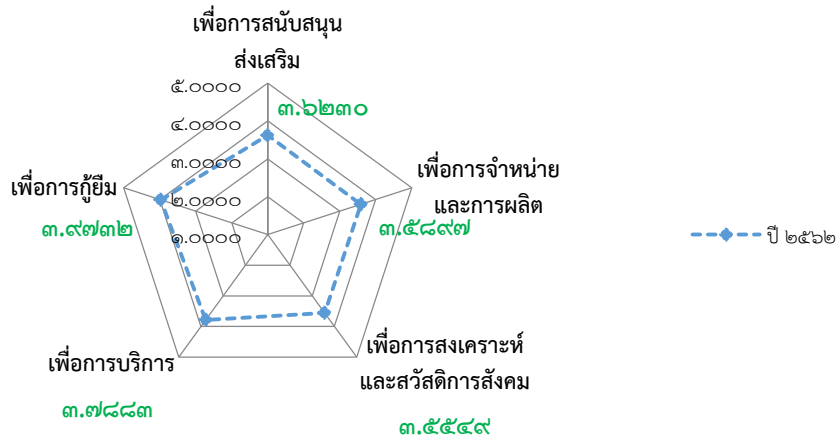 เพื่อการสนับสนุน
ส่งเสริม
๕.๐๐๐๐
๔.๐๐๐๐
๓.๐๐๐๐
๒.๐๐๐๐
๑.๐๐๐๐
๓.๖๒๓๐
เพื่อการจำหน่าย
และการผลิต
๓.๕๘๙๗
เพื่อการสงเคราะห์
และสวัสดิการสังคม
๓.๕๕๔๙
เพื่อการบริการ
๓.๗๘๘๓
เพื่อการกู้ยืม
๓.๙๗๓๒
ปี ๒๕๖๒